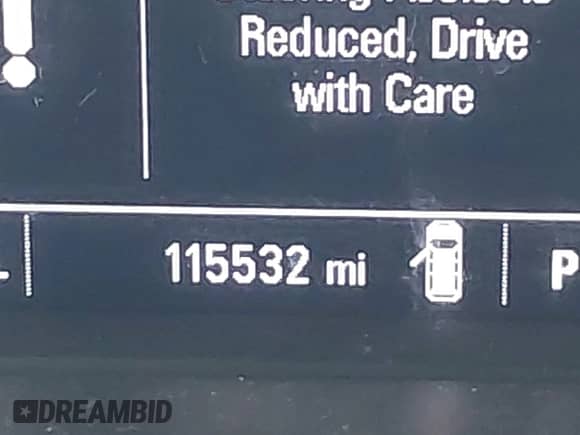 Reduced, Drive
with Care
115532 mi
P
DREAMBID